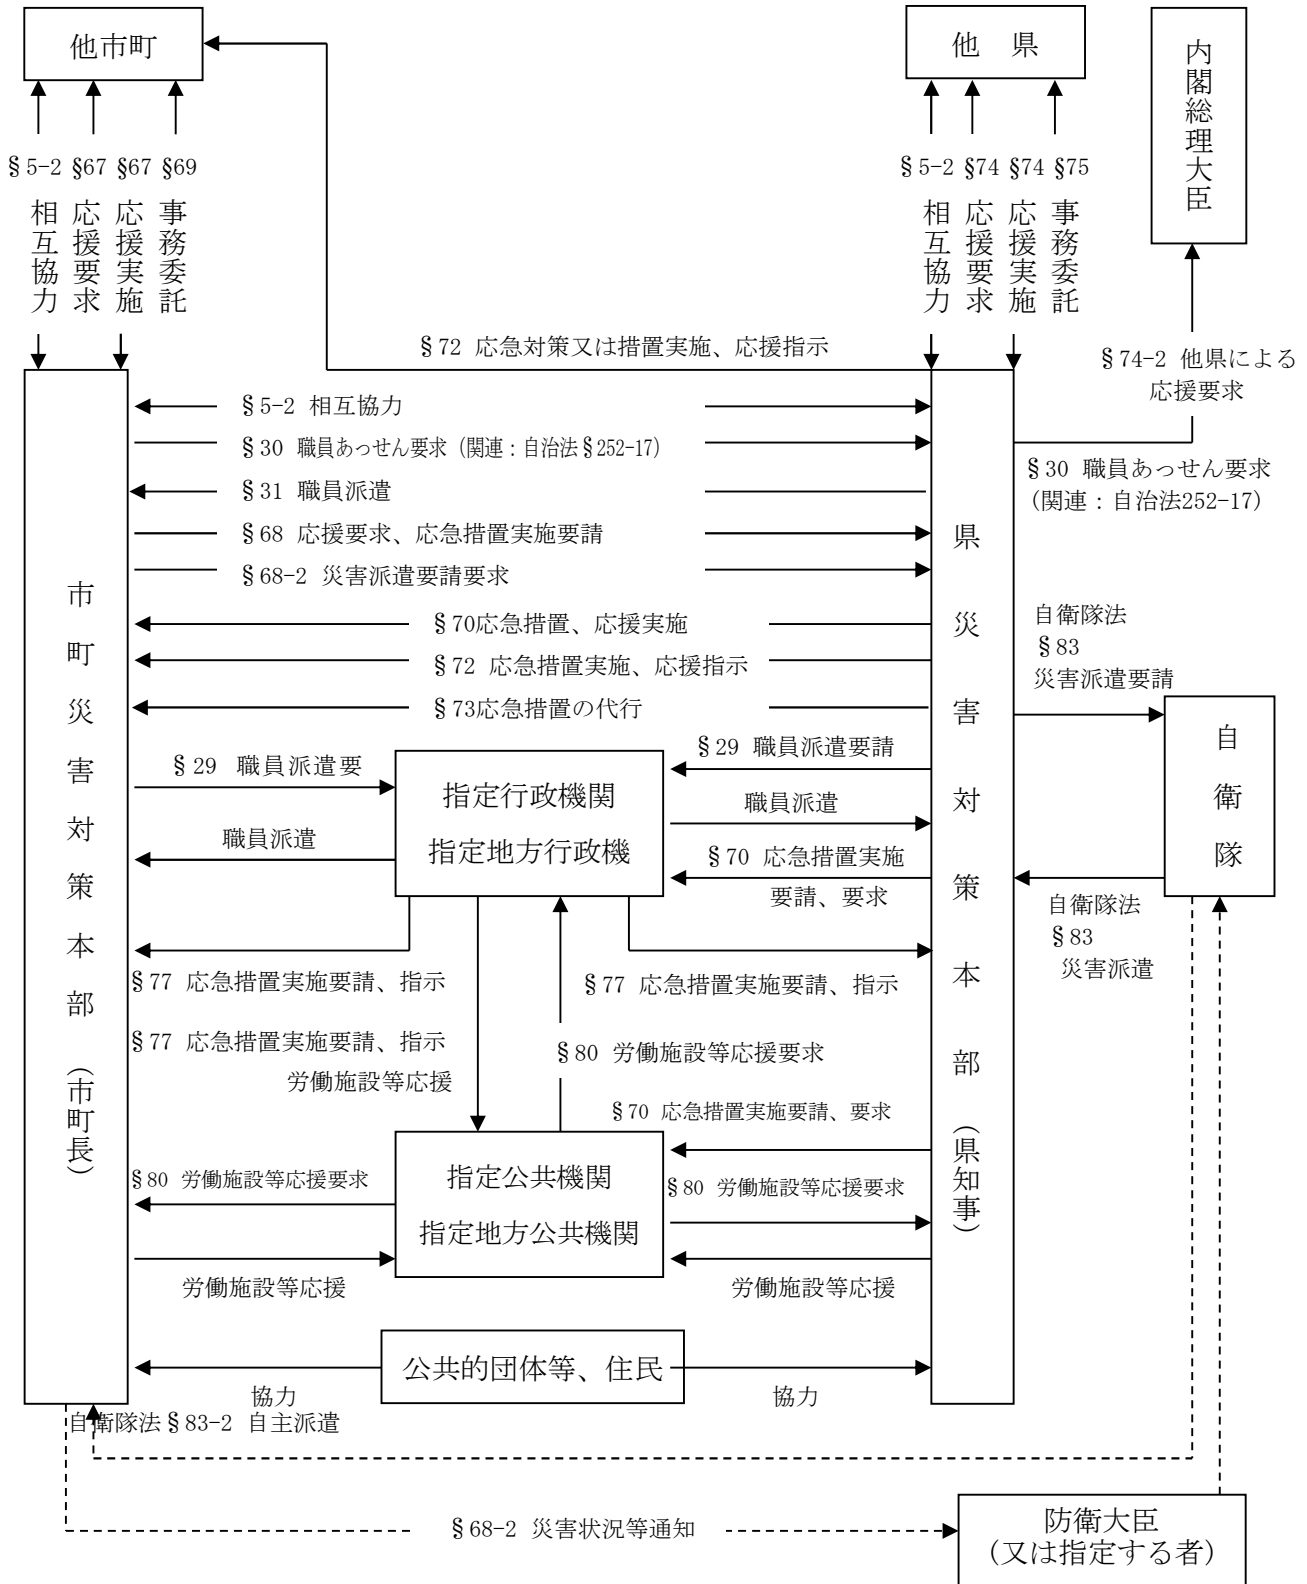 他市町
他　県
内閣総理大臣
§5-2 §67 §67 §69
相互協力
応援要求
応援実施
事務委託
§5-2 §74 §74 §75
相互協力
応援要求
応援実施
事務委託
§72 応急対策又は措置実施、応援指示
§74-2 他県による
応援要求
§5-2 相互協力
§30 職員あっせん要求（関連：自治法§252-17）
§31 職員派遣
§68 応援要求、応急措置実施要請
§68-2 災害派遣要請要求
§30 職員あっせん要求
（関連：自治法252-17）
市町災害対策本部（市町長）
県災害対策本部（県知事）
§70応急措置、応援実施
§72 応急措置実施、応援指示
§73応急措置の代行
自衛隊法
§83
災害派遣要請
自衛隊
§29 職員派遣要
職員派遣
指定行政機関
指定地方行政機
§29 職員派遣要請
職員派遣
§70 応急措置実施
要請、要求
自衛隊法
§83
災害派遣
§77 応急措置実施要請、指示
§77 応急措置実施要請、指示
§77 応急措置実施要請、指示
労働施設等応援
§80 労働施設等応援要求
§70 応急措置実施要請、要求
§80 労働施設等応援要求
指定公共機関
指定地方公共機関
§80 労働施設等応援要求
労働施設等応援
労働施設等応援
公共的団体等、住民
協力
協力
自衛隊法§83-2 自主派遣
§68-2 災害状況等通知
防衛大臣
（又は指定する者）